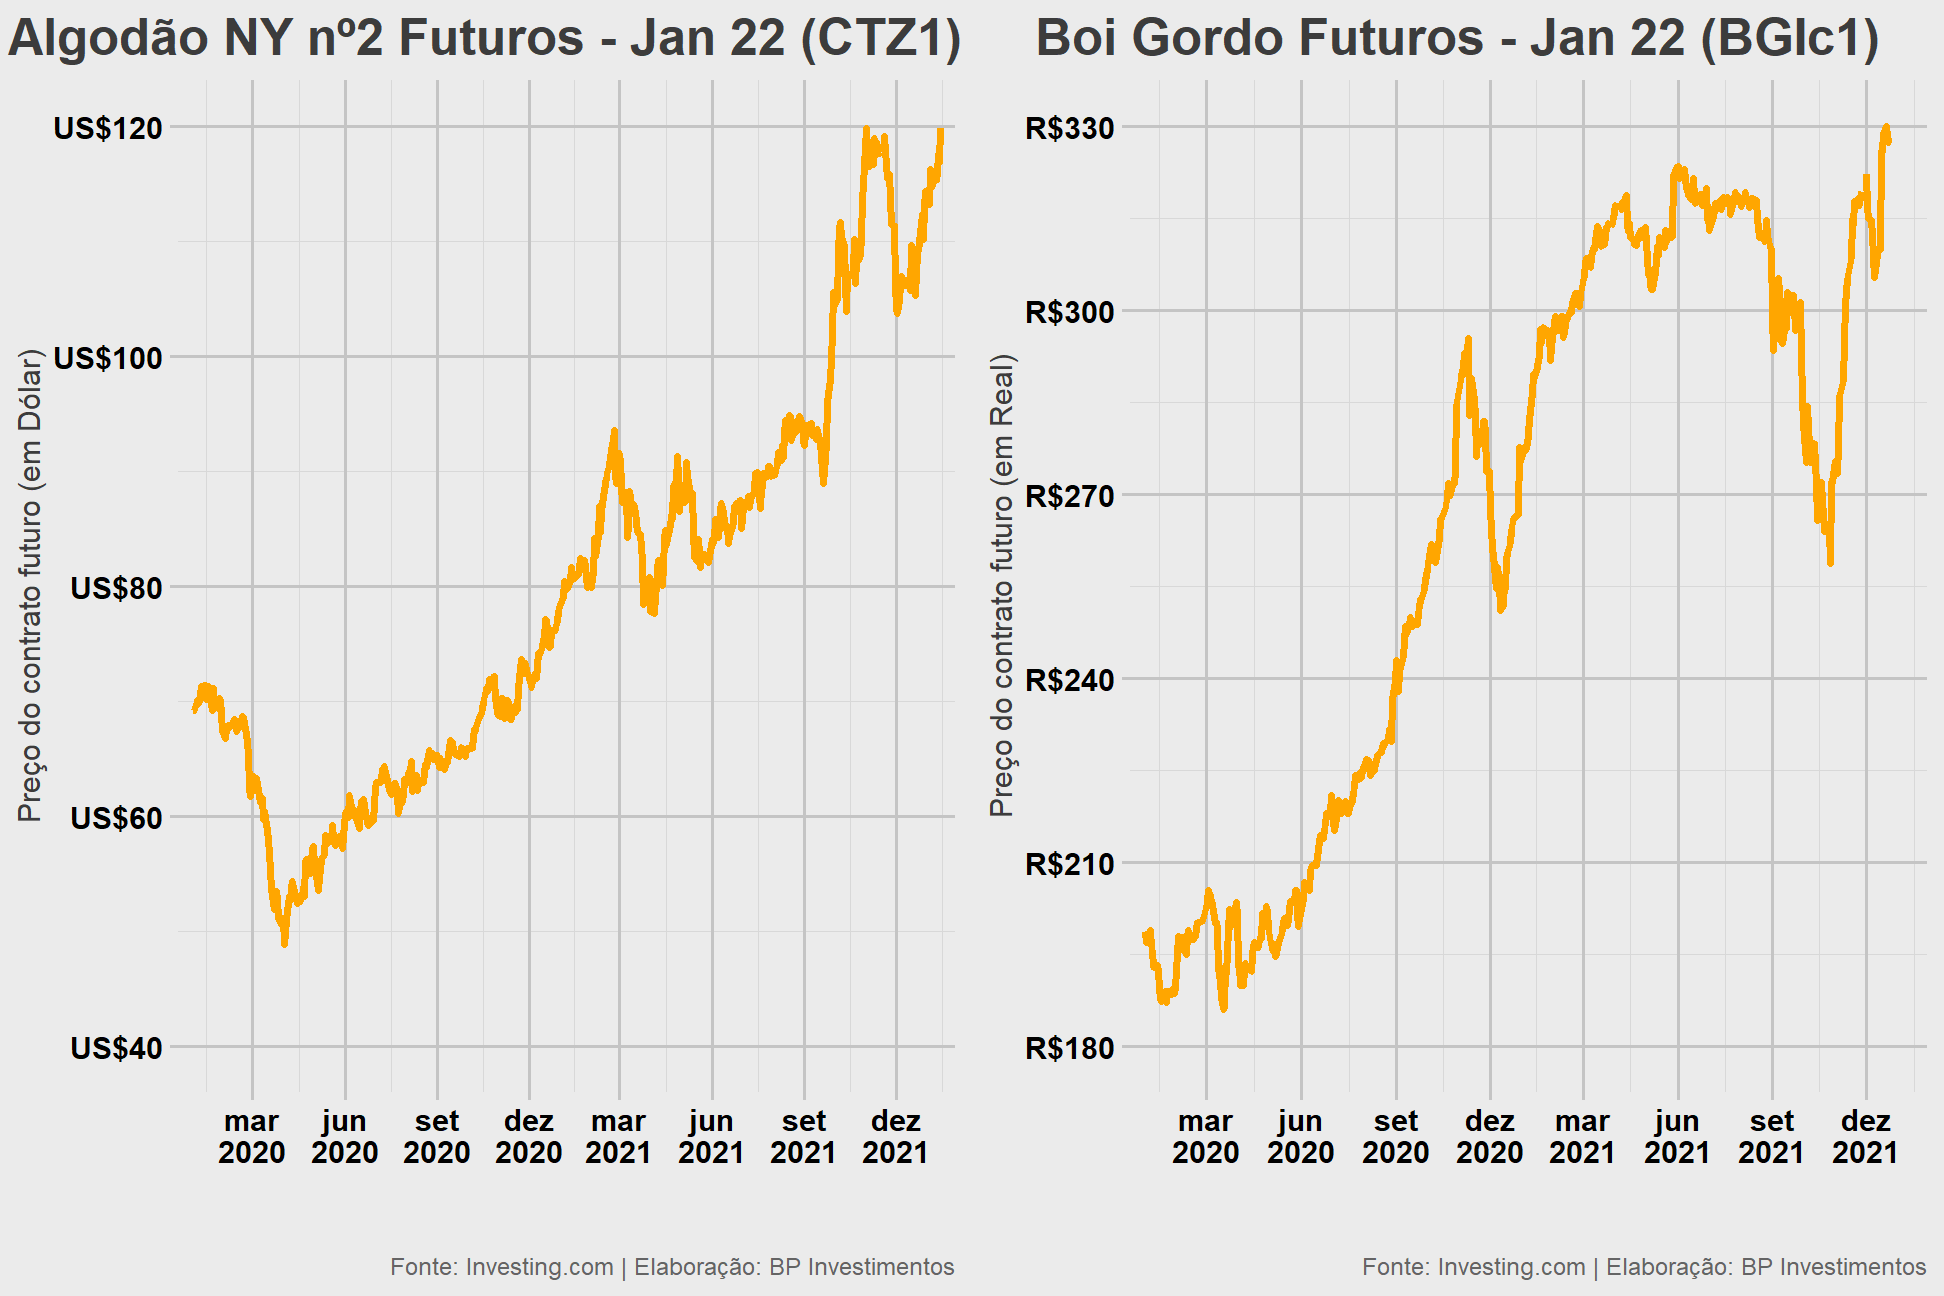 Algodão NY nº2 Futuros - Jan 22 (CTZ1)
Preço do contrato futuro (em Dólar)
US$120
US$100
US$80
US$60
US$40
mar 2020
jun 2020
set 2020
dez 2020
mar 2021
jun 2021
set 2021
dez 2021
Fonte: Investing.com | Elaboração: BP Investimentos
Boi Gordo Futuros - Jan 22 (BGIc1)
Preço do contrato futuro (em Real)
R$330
R$300
R$270
R$240
R$210
R$180
mar 2020
jun 2020
set 2020
dez 2020
mar 2021
jun 2021
set 2021
dez 2021
Fonte: Investing.com | Elaboração: BP Investimentos